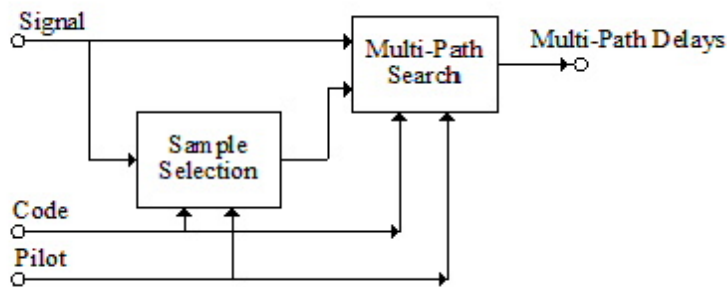 Signal
Multi-Path
Search
Multi-Path Delays
Sample
Selection
Code
Pilot